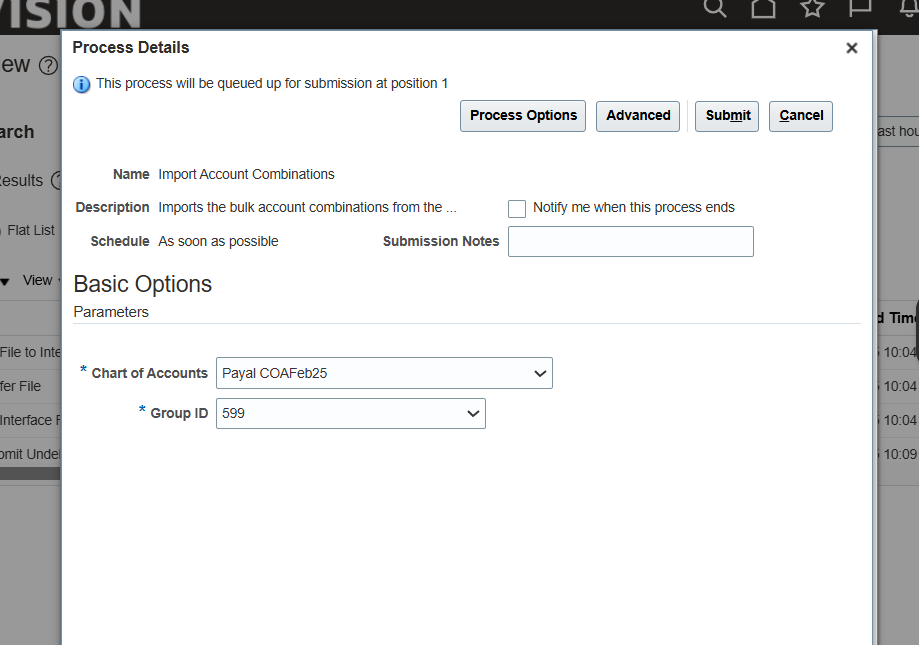 VISION
Process Details
This process will be queued up for submission at position 1
Process Options Advanced Submit Cancel
Name Import Account Combinations
Description Imports the bulk account combinations from the ... Notify me when this process ends
Schedule As soon as possible Submission Notes
Basic Options
Parameters
* Chart of Accounts Payal COAFeb25
* Group ID 599
ew
arch
Results
Flat List
View
File to Inte
fer File
Interface F
omit Unde
ast hou
d Time
10:04
10:04
10:04
10:09